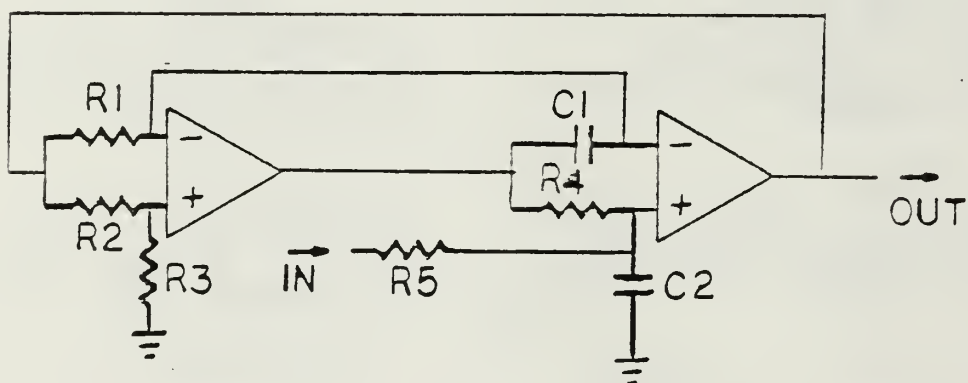 R1
C1
−
−
R4
+
+
OUT
R2
IN
R3
R5
C2